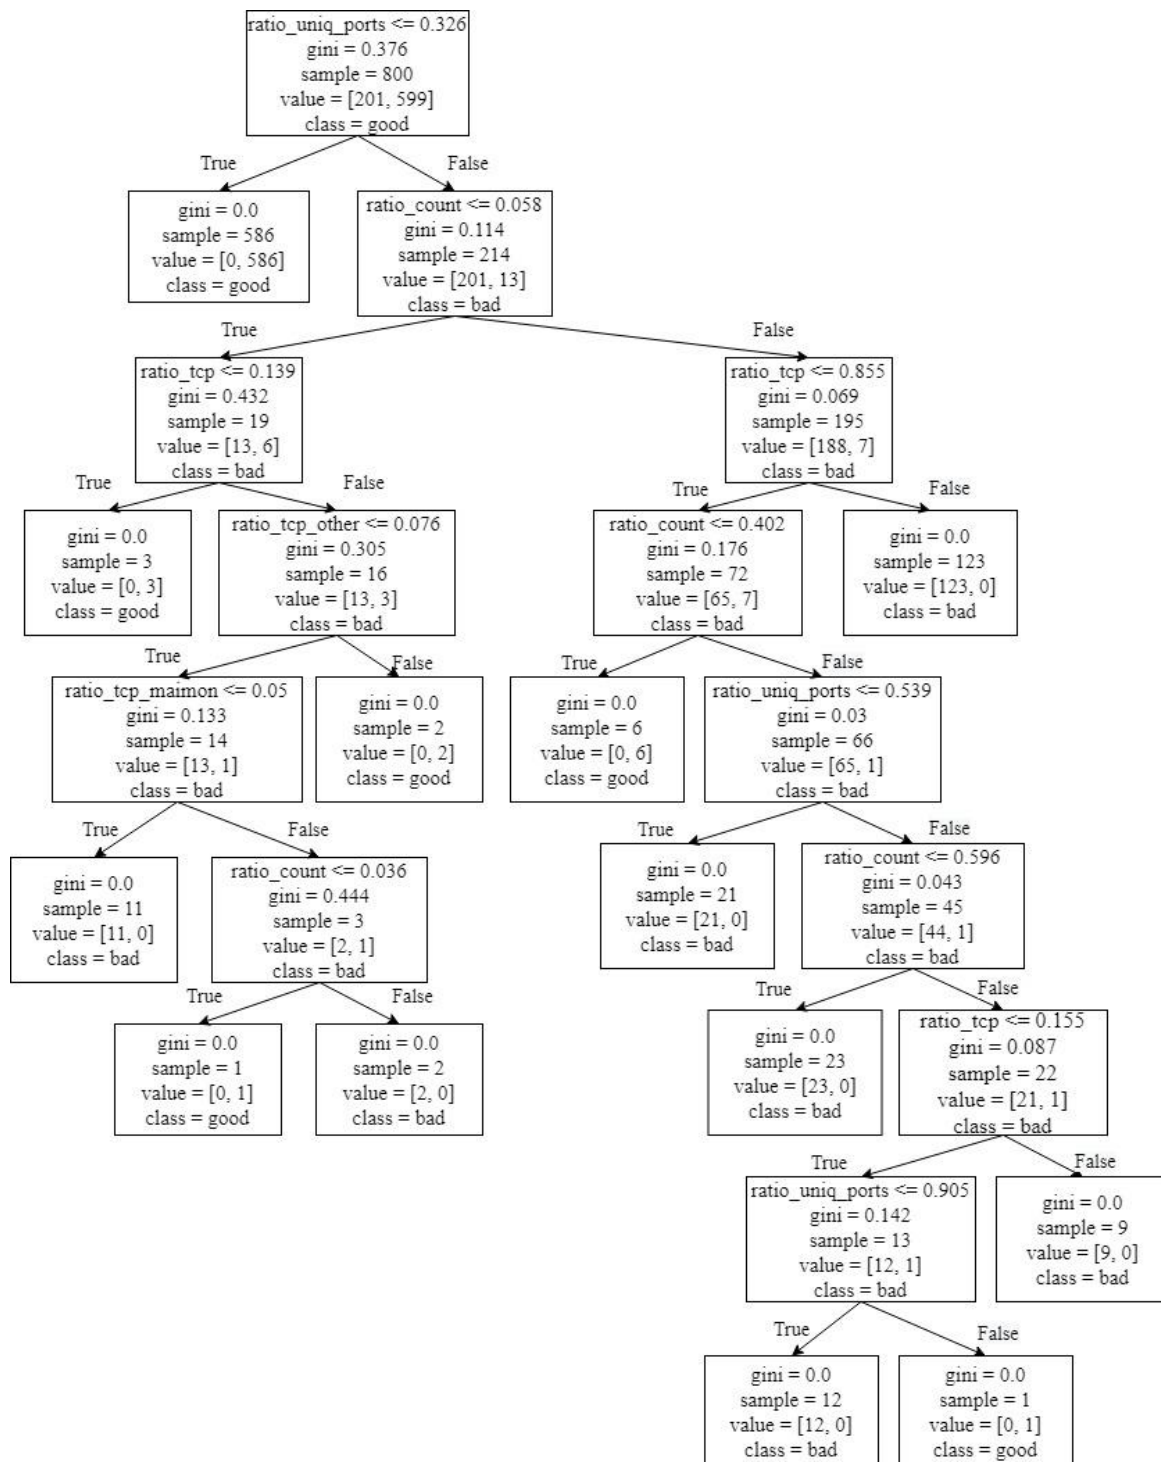 ratio_uniq_ports <= 0.326
gini = 0.376
sample = 800
value = [201, 599]
class = good
True
False
gini = 0.0
sample = 586
value = [0, 586]
class = good
ratio_count <= 0.058
gini = 0.114
sample = 214
value = [201, 13]
class = bad
True
False
ratio_tcp <= 0.139
gini = 0.432
sample = 19
value = [13, 6]
class = bad
ratio_tcp <= 0.855
gini = 0.069
sample = 195
value = [188, 7]
class = bad
True
False
True
False
gini = 0.0
sample = 3
value = [0, 3]
class = good
ratio_tcp_other <= 0.076
gini = 0.305
sample = 16
value = [13, 3]
class = bad
ratio_count <= 0.402
gini = 0.176
sample = 72
value = [65, 7]
class = bad
gini = 0.0
sample = 123
value = [123, 0]
class = bad
True
False
True
False
ratio_tcp_maimon <= 0.05
gini = 0.133
sample = 14
value = [13, 1]
class = bad
gini = 0.0
sample = 2
value = [0, 2]
class = good
gini = 0.0
sample = 6
value = [0, 6]
class = good
ratio_uniq_ports <= 0.539
gini = 0.03
sample = 66
value = [65, 1]
class = bad
True
False
True
False
gini = 0.0
sample = 11
value = [11, 0]
class = bad
ratio_count <= 0.036
gini = 0.444
sample = 3
value = [2, 1]
class = bad
gini = 0.0
sample = 21
value = [21, 0]
class = bad
ratio_count <= 0.596
gini = 0.043
sample = 45
value = [44, 1]
class = bad
True
False
True
False
gini = 0.0
sample = 1
value = [0, 1]
class = good
gini = 0.0
sample = 2
value = [2, 0]
class = bad
gini = 0.0
sample = 23
value = [23, 0]
class = bad
ratio_tcp <= 0.155
gini = 0.087
sample = 22
value = [21, 1]
class = bad
True
False
ratio_uniq_ports <= 0.905
gini = 0.142
sample = 13
value = [12, 1]
class = bad
gini = 0.0
sample = 9
value = [9, 0]
class = bad
True
False
gini = 0.0
sample = 12
value = [12, 0]
class = bad
gini = 0.0
sample = 1
value = [0, 1]
class = good